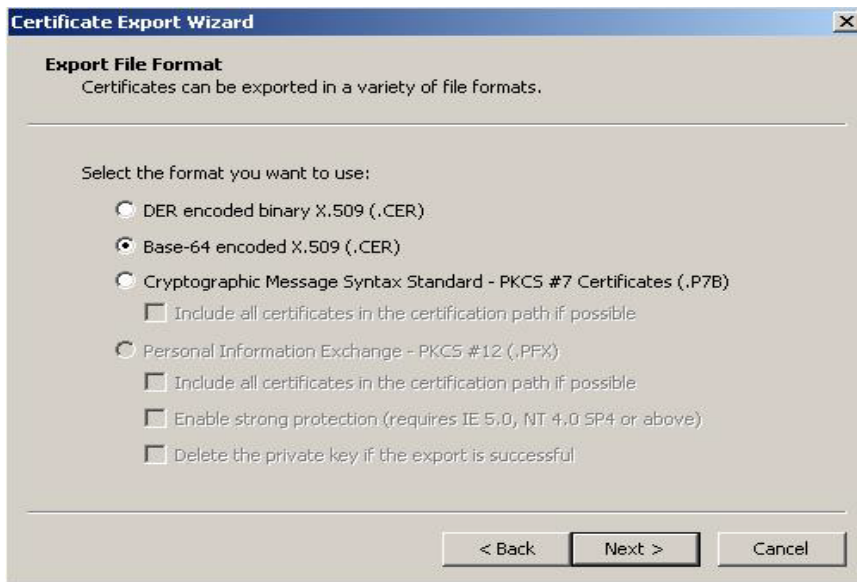 Certificate Export Wizard
Export File Format
Certificates can be exported in a variety of file formats.
Select the format you want to use:
DER encoded binary X.509 (.CER)
Base-64 encoded X.509 (.CER)
Cryptographic Message Syntax Standard - PKCS #7 Certificates (.P7B)
Include all certificates in the certification path if possible
Personal Information Exchange - PKCS #12 (.PFX)
Include all certificates in the certification path if possible
Enable strong protection (requires IE 5.0, NT 4.0 SP4 or above)
Delete the private key if the export is successful
< Back Next > Cancel